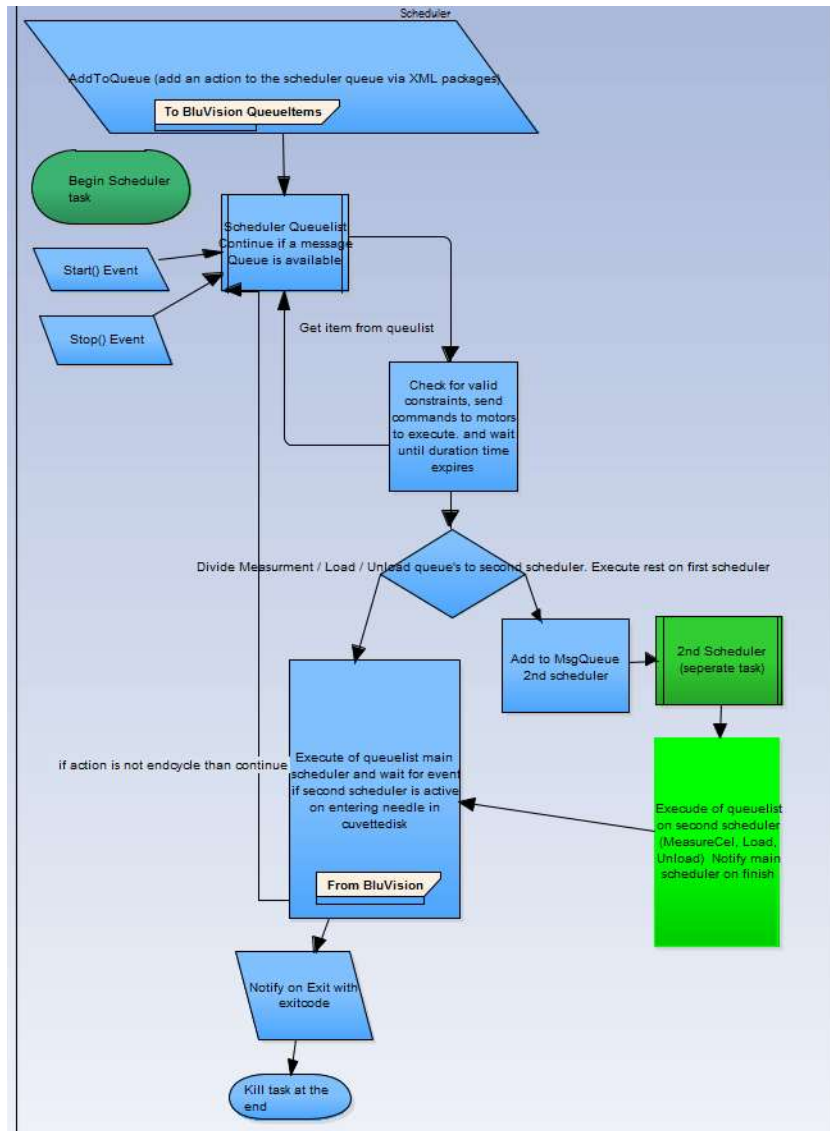 Scheduler
AddToQueue (add an action to the scheduler queue via XML packages)
To BluVision QueueItems
Begin Scheduler
task
Scheduler Queuelist
Continue if a message
Queue is available
Start() Event
Stop() Event
Get item from queulist
Check for valid
constraints, send
commands to motors
to execute. and wait
until duration time
expires
Divide Measurment / Load / Unload queue's to second scheduler. Execute rest on first scheduler
Add to MsgQueue
2nd scheduler
2nd Scheduler
(seperate task)
if action is not endcycle than continue
Execute of queuelist main
scheduler and wait for event
if second scheduler is active
on entering needle in
cuvettedisk
From BluVision
Execude of queuelist
on second scheduler
(MeasureCel, Load,
Unload) Notify main
scheduler on finish
Notify on Exit with
exitcode
Kill task at the
end